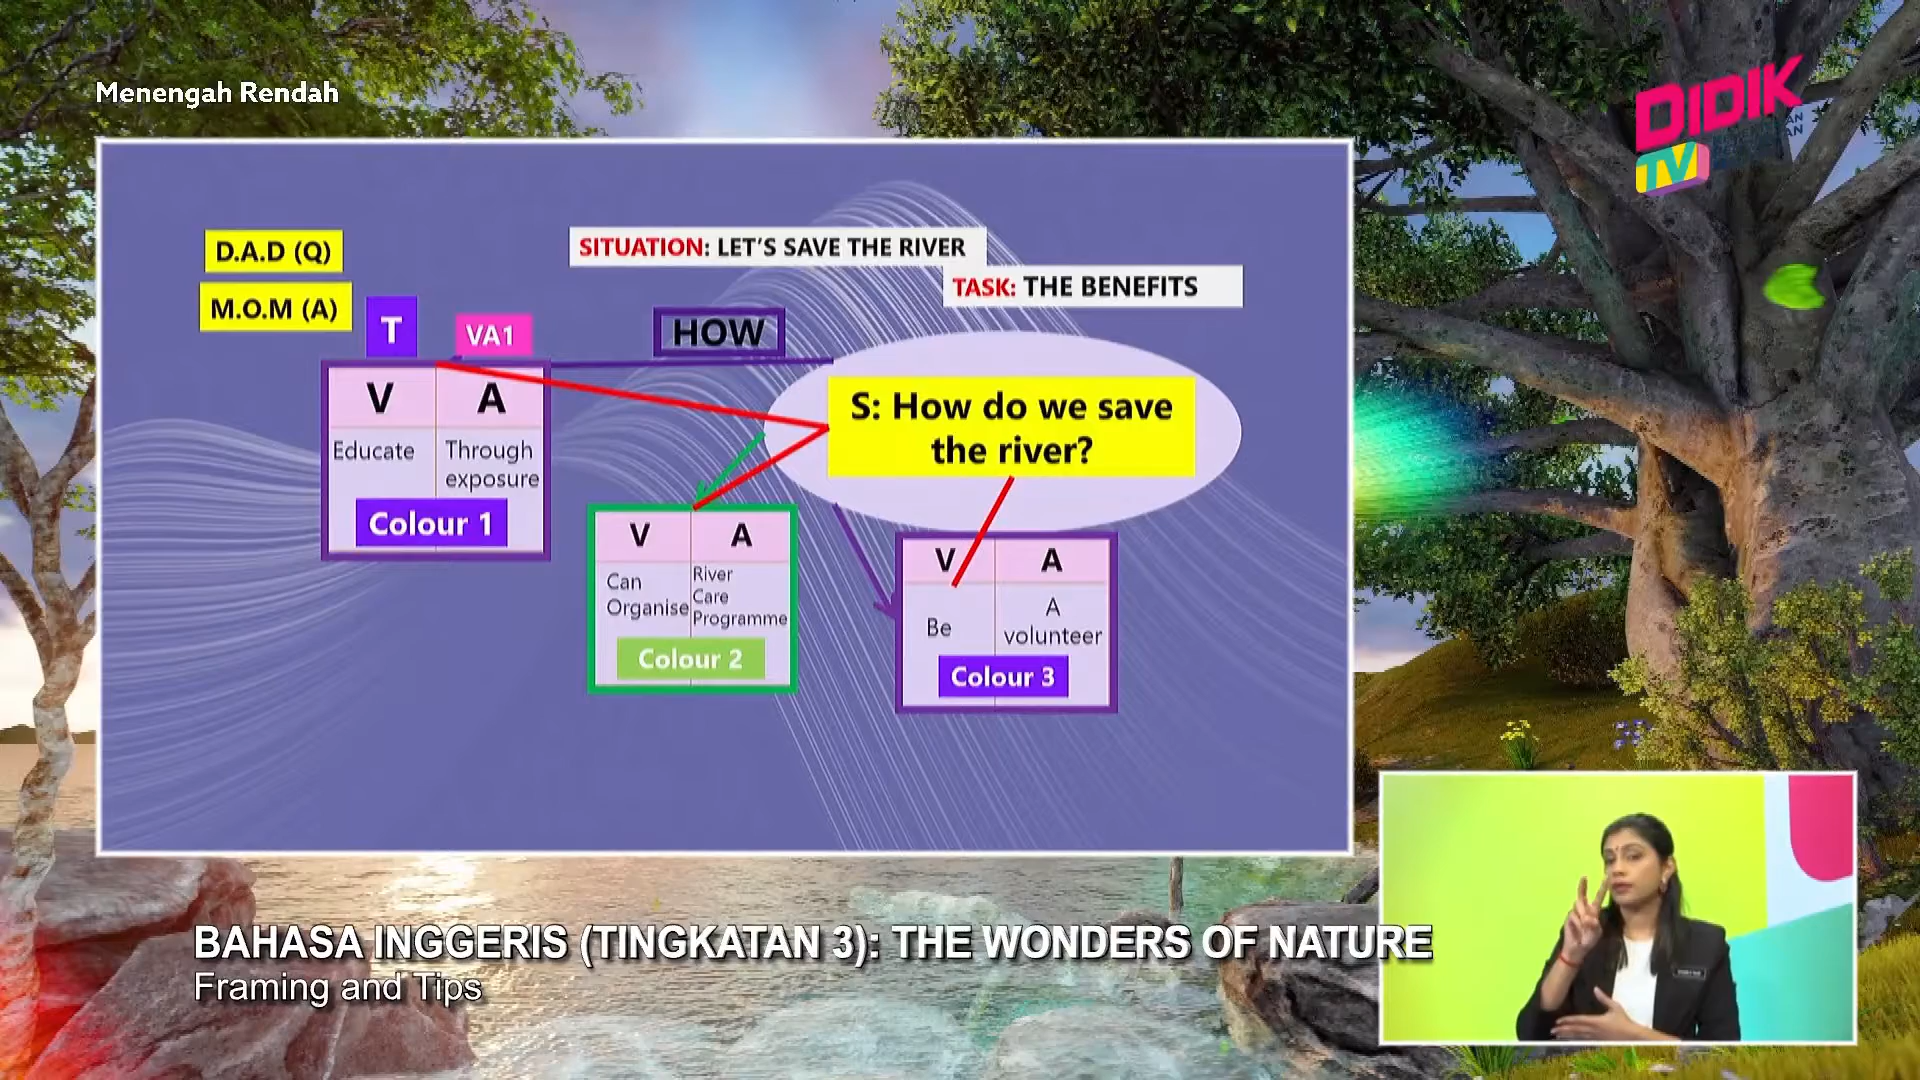 Menengah Rendah
DIDIK
TV
D.A.D (Q)
M.O.M (A)
SITUATION: LET'S SAVE THE RIVER
TASK: THE BENEFITS
T
VA1
HOW
V A
Educate
Through
exposure
Colour 1
S: How do we save
the river?
V A
Can
Organise
River
Care
Programme
Colour 2
V A
Be
A
volunteer
Colour 3
BAHASA INGGERIS (TINGKATAN 3): THE WONDERS OF NATURE
Framing and Tips